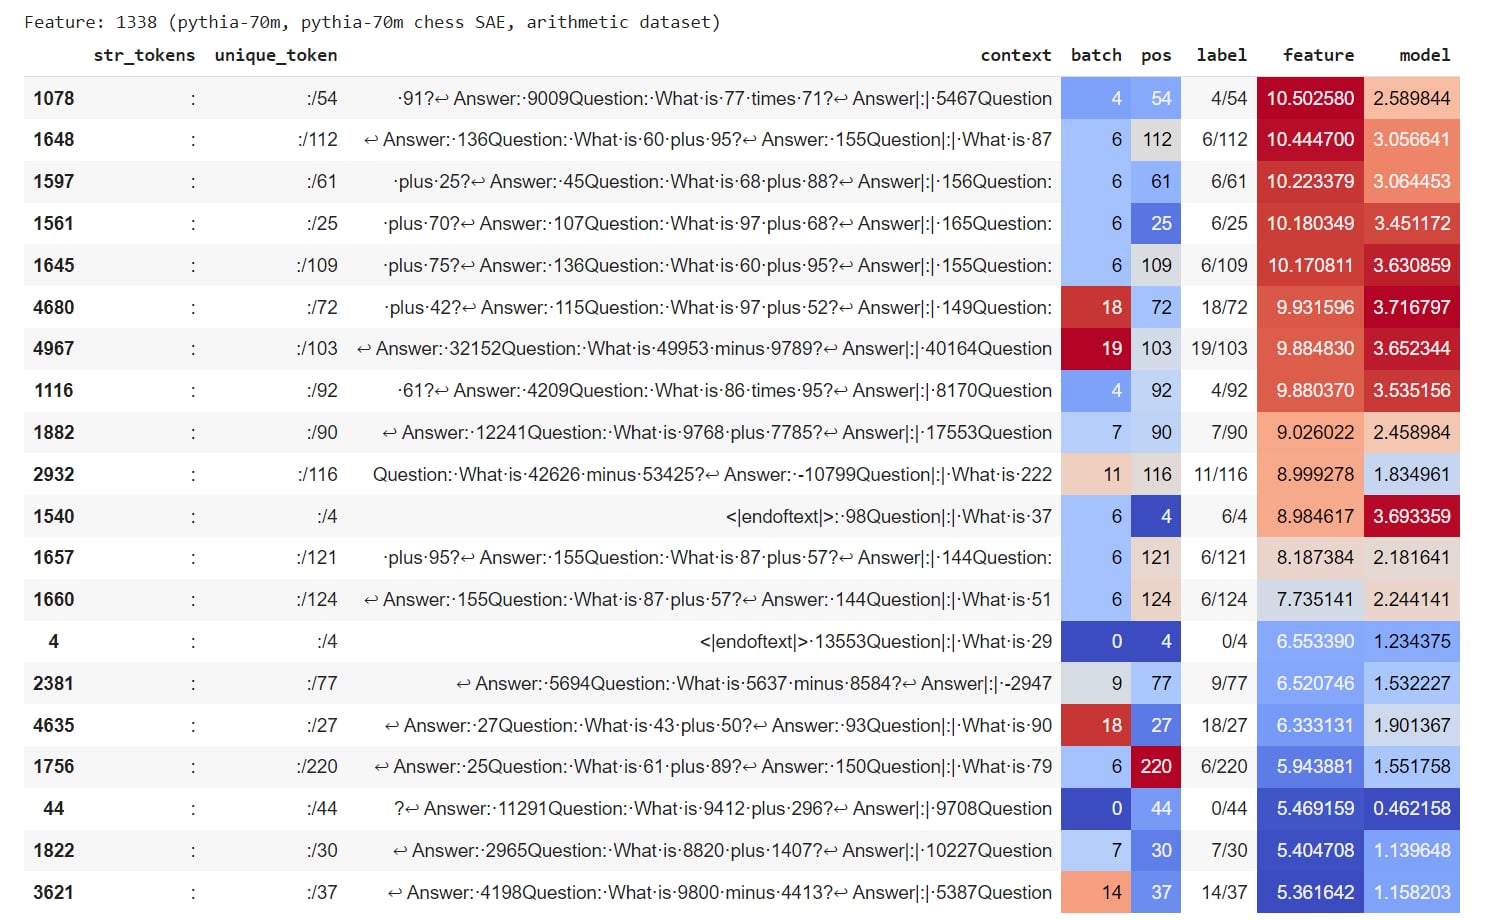 Feature: 1338 (pythia-70m, pythia-70m chess SAE, arithmetic dataset)
str_tokens unique_token context batch pos label feature model
1078 : :/54 ·91?↩ Answer:·9009Question:·What·is·77·times·71?↩ Answer|:|·5467Question 4 54 4/54 10.502580 2.589844
1648 : :/112 ↩ Answer:·136Question:·What·is·60·plus·95?↩ Answer:·155Question|:|·What·is·87 6 112 6/112 10.444700 3.056641
1597 : :/61 ·plus·25?↩ Answer:·45Question:·What·is·68·plus·88?↩ Answer|:|·156Question: 6 61 6/61 10.223379 3.064453
1561 : :/25 ·plus·70?↩ Answer:·107Question:·What·is·97·plus·68?↩ Answer|:|·165Question: 6 25 6/25 10.180349 3.451172
1645 : :/109 ·plus·75?↩ Answer:·136Question:·What·is·60·plus·95?↩ Answer|:|·155Question: 6 109 6/109 10.170811 3.630859
4680 : :/72 ·plus·42?↩ Answer:·115Question:·What·is·97·plus·52?↩ Answer|:|·149Question: 18 72 18/72 9.931596 3.716797
4967 : :/103 ↩ Answer:·32152Question:·What·is·49953·minus·9789?↩ Answer|:|·40164Question 19 103 19/103 9.884830 3.652344
1116 : :/92 ·61?↩ Answer:·4209Question:·What·is·86·times·95?↩ Answer|:|·8170Question 4 92 4/92 9.880370 3.535156
1882 : :/90 ↩ Answer:·12241Question:·What·is·9768·plus·7785?↩ Answer|:|·17553Question 7 90 7/90 9.026022 2.458984
2932 : :/116 Question:·What·is·42626·minus·53425?↩ Answer:·-10799Question|:|·What·is·222 11 116 11/116 8.999278 1.834961
1540 : :/4 <|endoftext|>:·98Question|:|·What·is·37 6 4 6/4 8.984617 3.693359
1657 : :/121 ·plus·95?↩ Answer:·155Question:·What·is·87·plus·57?↩ Answer|:|·144Question: 6 121 6/121 8.187384 2.181641
1660 : :/124 ↩ Answer:·155Question:·What·is·87·plus·57?↩ Answer:·144Question|:|·What·is·51 6 124 6/124 7.735141 2.244141
4 : :/4 <|endoftext|>·13553Question|:|·What·is·29 0 4 0/4 6.553390 1.234375
2381 : :/77 ↩ Answer:·5694Question:·What·is·5637·minus·8584?↩ Answer|:|·-2947 9 77 9/77 6.520746 1.532227
4635 : :/27 ↩ Answer:·27Question:·What·is·43·plus·50?↩ Answer:·93Question|:|·What·is·90 18 27 18/27 6.333131 1.901367
1756 : :/220 ↩ Answer:·25Question:·What·is·61·plus·89?↩ Answer:·150Question|:|·What·is·79 6 220 6/220 5.943881 1.551758
44 : :/44 ?↩ Answer:·11291Question:·What·is·9412·plus·296?↩ Answer|:|·9708Question 0 44 0/44 5.469159 0.462158
1822 : :/30 ↩ Answer:·2965Question:·What·is·8820·plus·1407?↩ Answer|:|·10227Question 7 30 7/30 5.404708 1.139648
3621 : :/37 ↩ Answer:·4198Question:·What·is·9800·minus·4413?↩ Answer|:|·5387Question 14 37 14/37 5.361642 1.158203